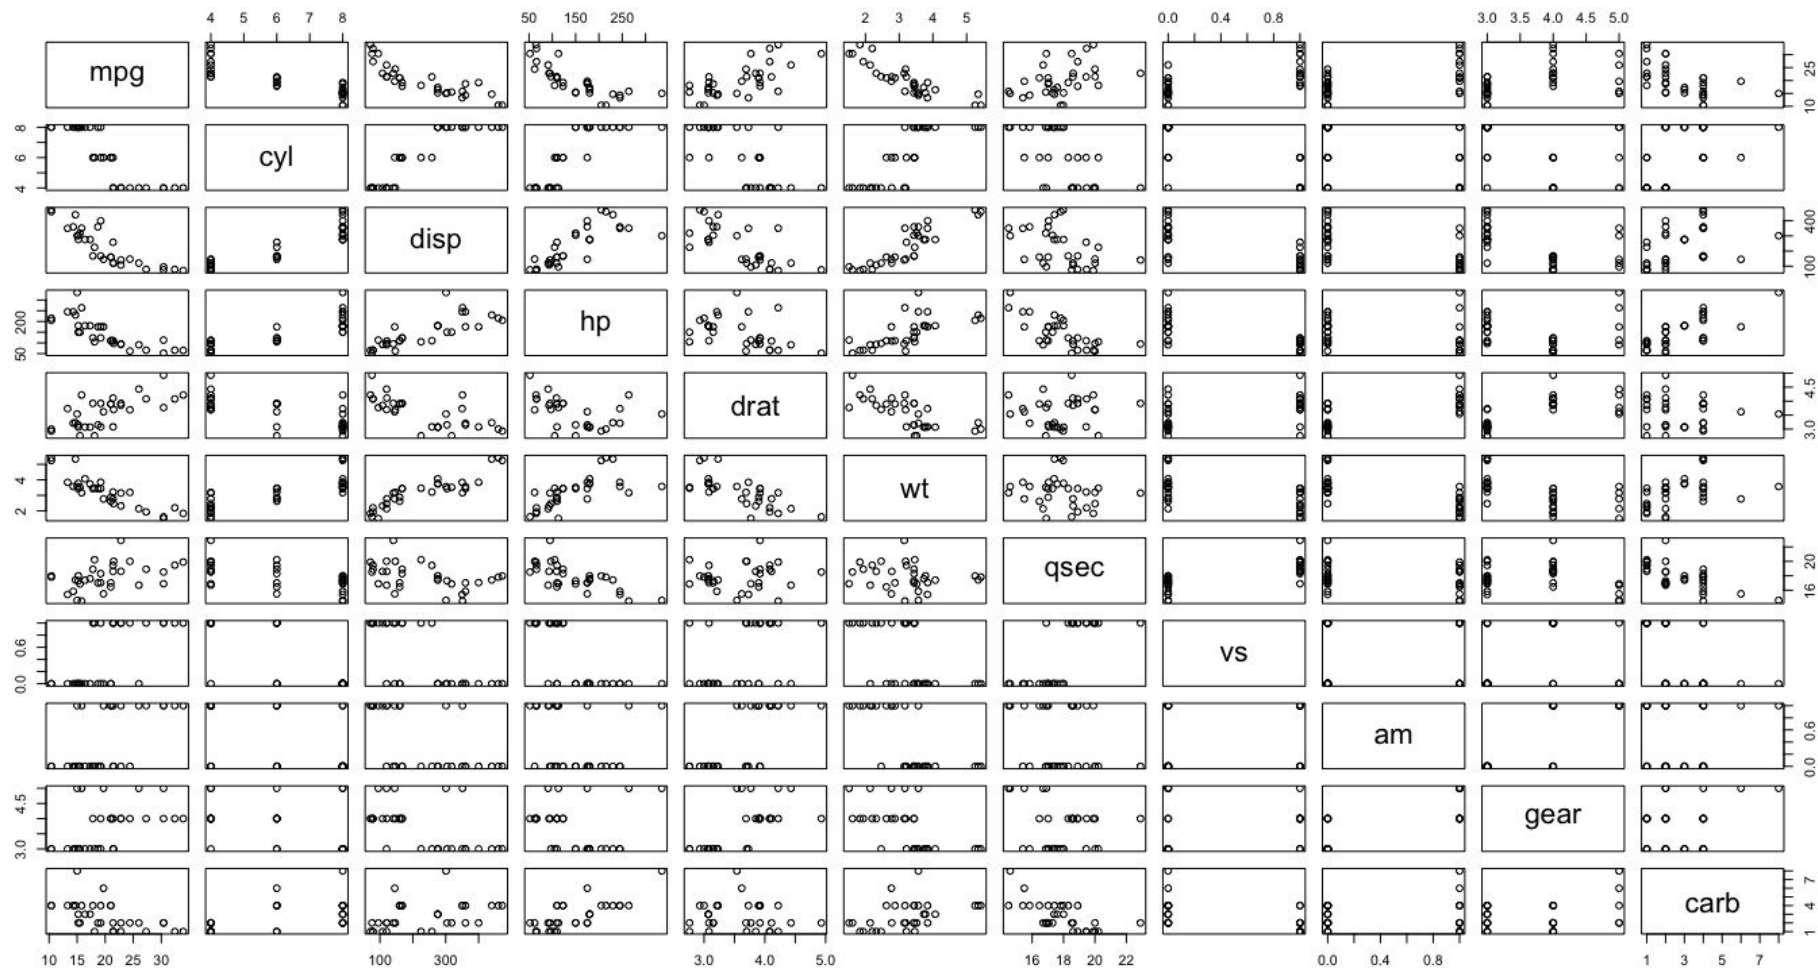 4 5 6 7 8 50 150 250 2 3 4 5 0.0 0.4 0.8 3.0 3.5 4.0 4.5 5.0
mpg 10 25
4 6 8 cyl
disp 100 400
50 200 hp
drat 3.0 4.5
2 4 wt
qsec 16 20
0.0 0.6 vs
am 0.0 0.6
3.0 4.5 gear
carb 1 4 7
10 15 20 25 30 100 300 3.0 4.0 5.0 16 18 20 22 0.0 0.4 0.8 1 3 5 7